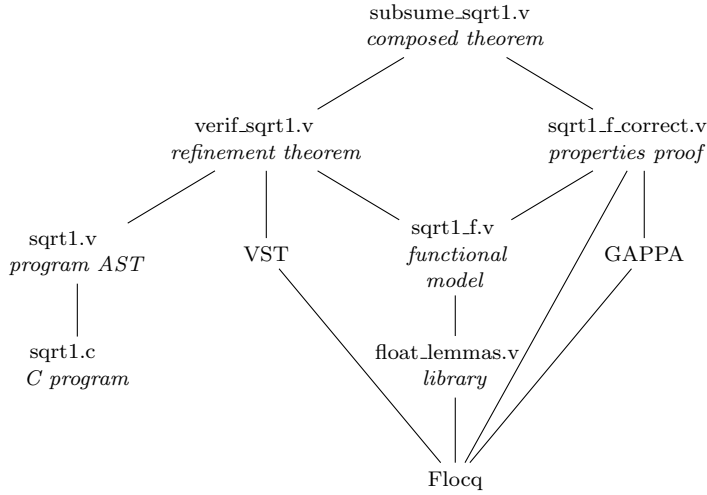 subsume_sqrt1.v
composed theorem
verif_sqrt1.v
refinement theorem
sqrt1_f_correct.v
properties proof
sqrt1.v
program AST
VST
sqrt1_f.v
functional
model
GAPPA
sqrt1.c
C program
float_lemmas.v
library
Flocq